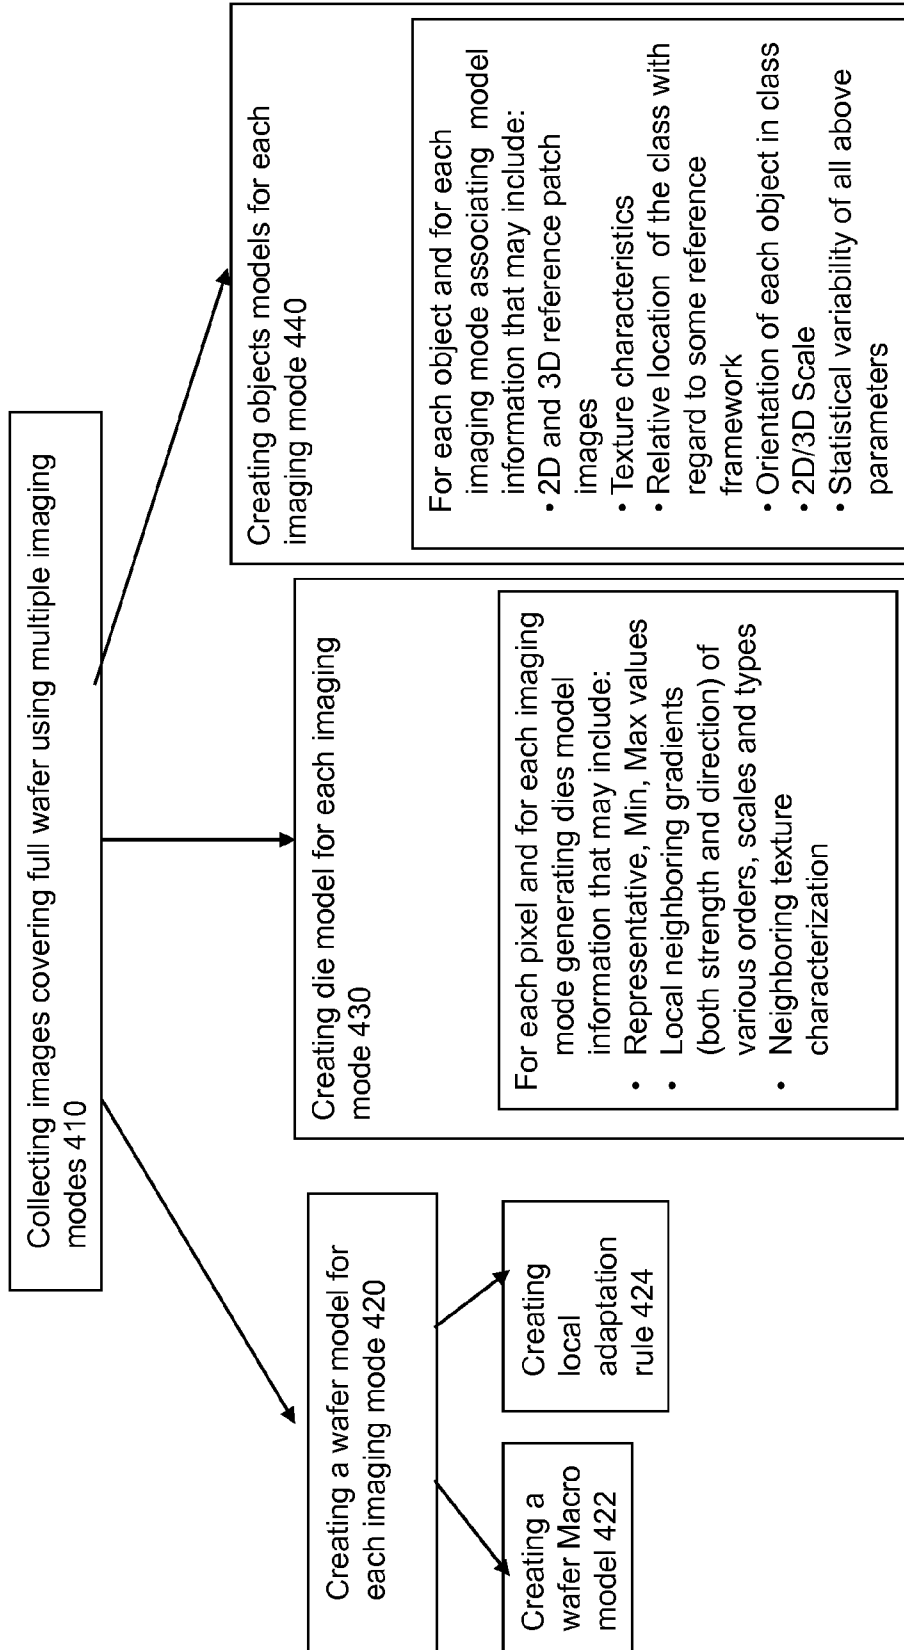 Collecting images covering full wafer using multiple imaging
modes 410
Creating a wafer model for
each imaging mode 420
Creating a
wafer Macro
model 422
Creating
local
adaptation
rule 424
Creating die model for each imaging
mode 430
For each pixel and for each imaging
mode generating dies model
information that may include:
• Representative, Min, Max values
• Local neighboring gradients
(both strength and direction) of
various orders, scales and types
• Neighboring texture
characterization
Creating objects models for each
imaging mode 440
For each object and for each
imaging mode associating model
information that may include:
• 2D and 3D reference patch
images
• Texture characteristics
• Relative location of the class with
regard to some reference
framework
• Orientation of each object in class
• 2D/3D Scale
• Statistical variability of all above
parameters